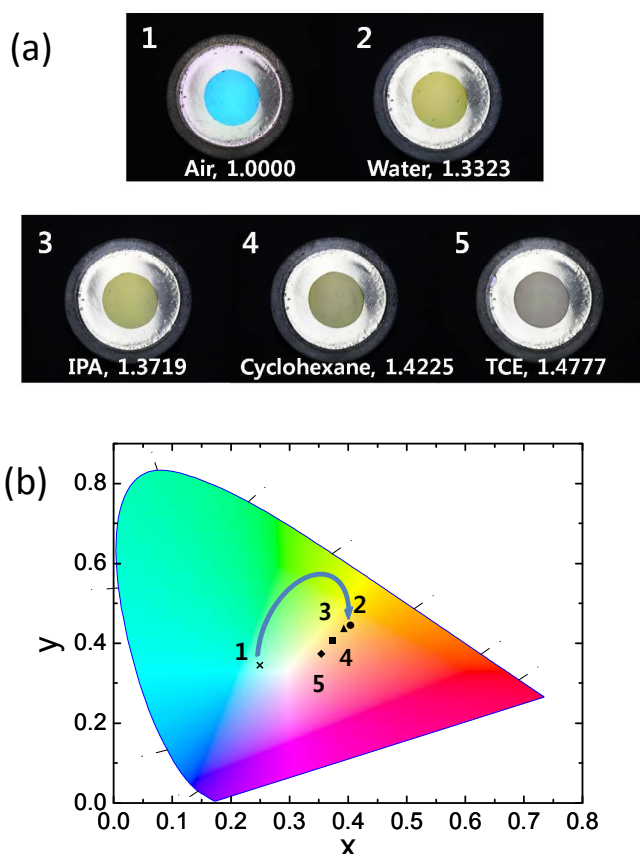 (a)
1
2
Air, 1.0000
Water, 1.3323
3
4
5
IPA, 1.3719
Cyclohexane, 1.4225
TCE, 1.4777
(b)
0.8
0.6
0.4
0.2
0.0
y
1
2
3
4
5
0.0 0.1 0.2 0.3 0.4 0.5 0.6 0.7 0.8
x